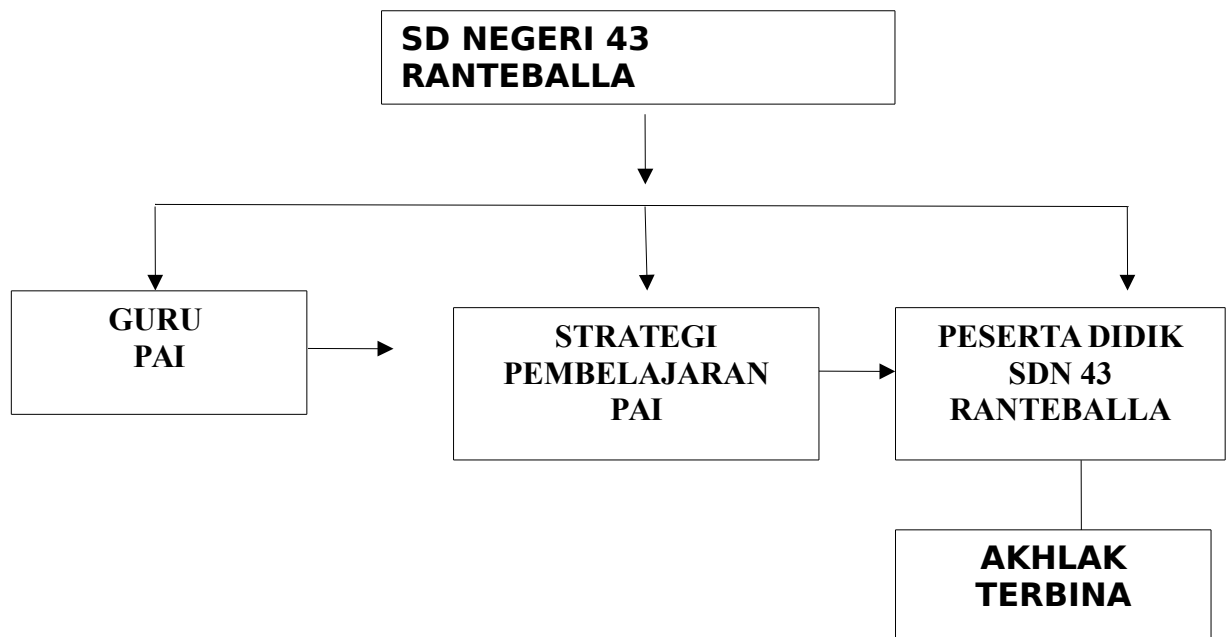 SD NEGERI 43
RANTEBALLA
GURU
PAI
STRATEGI
PEMBELAJARAN
PAI
PESERTA DIDIK
SDN 43
RANTEBALLA
AKHLAK
TERBINA